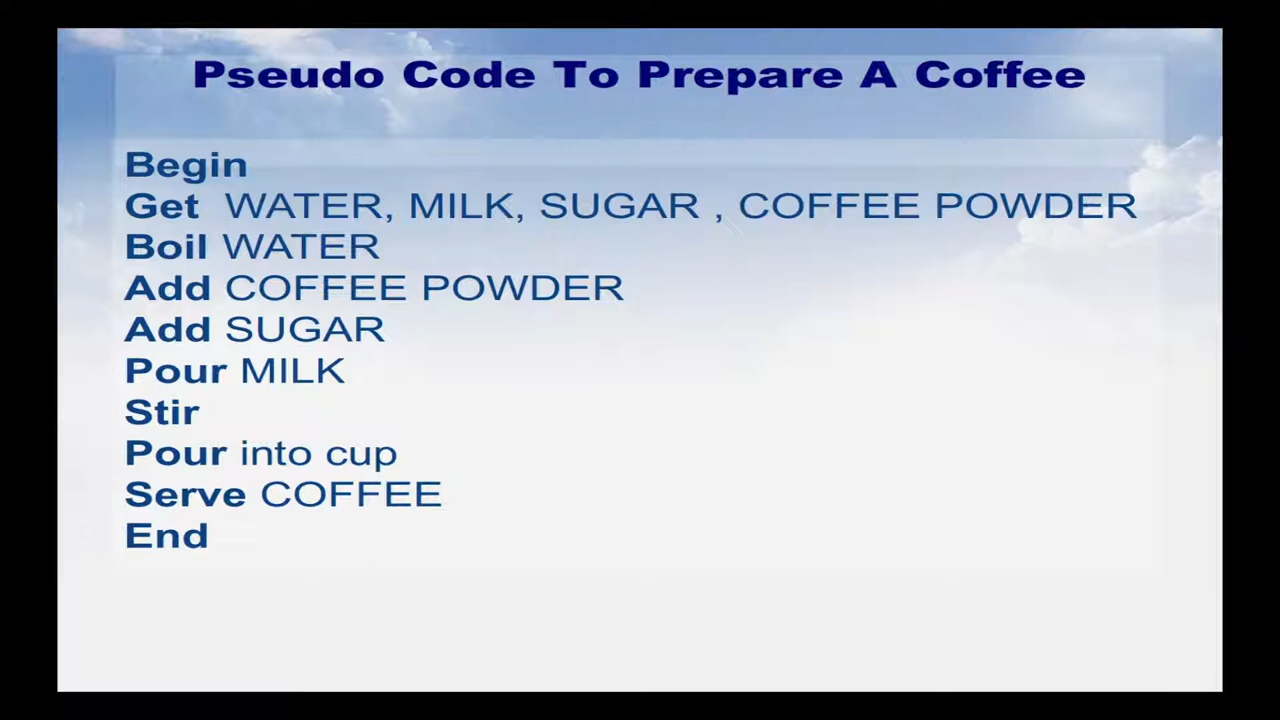 Pseudo Code To Prepare A Coffee
Begin
Get WATER, MILK, SUGAR , COFFEE POWDER
Boil WATER
Add COFFEE POWDER
Add SUGAR
Pour MILK
Stir
Pour into cup
Serve COFFEE
End